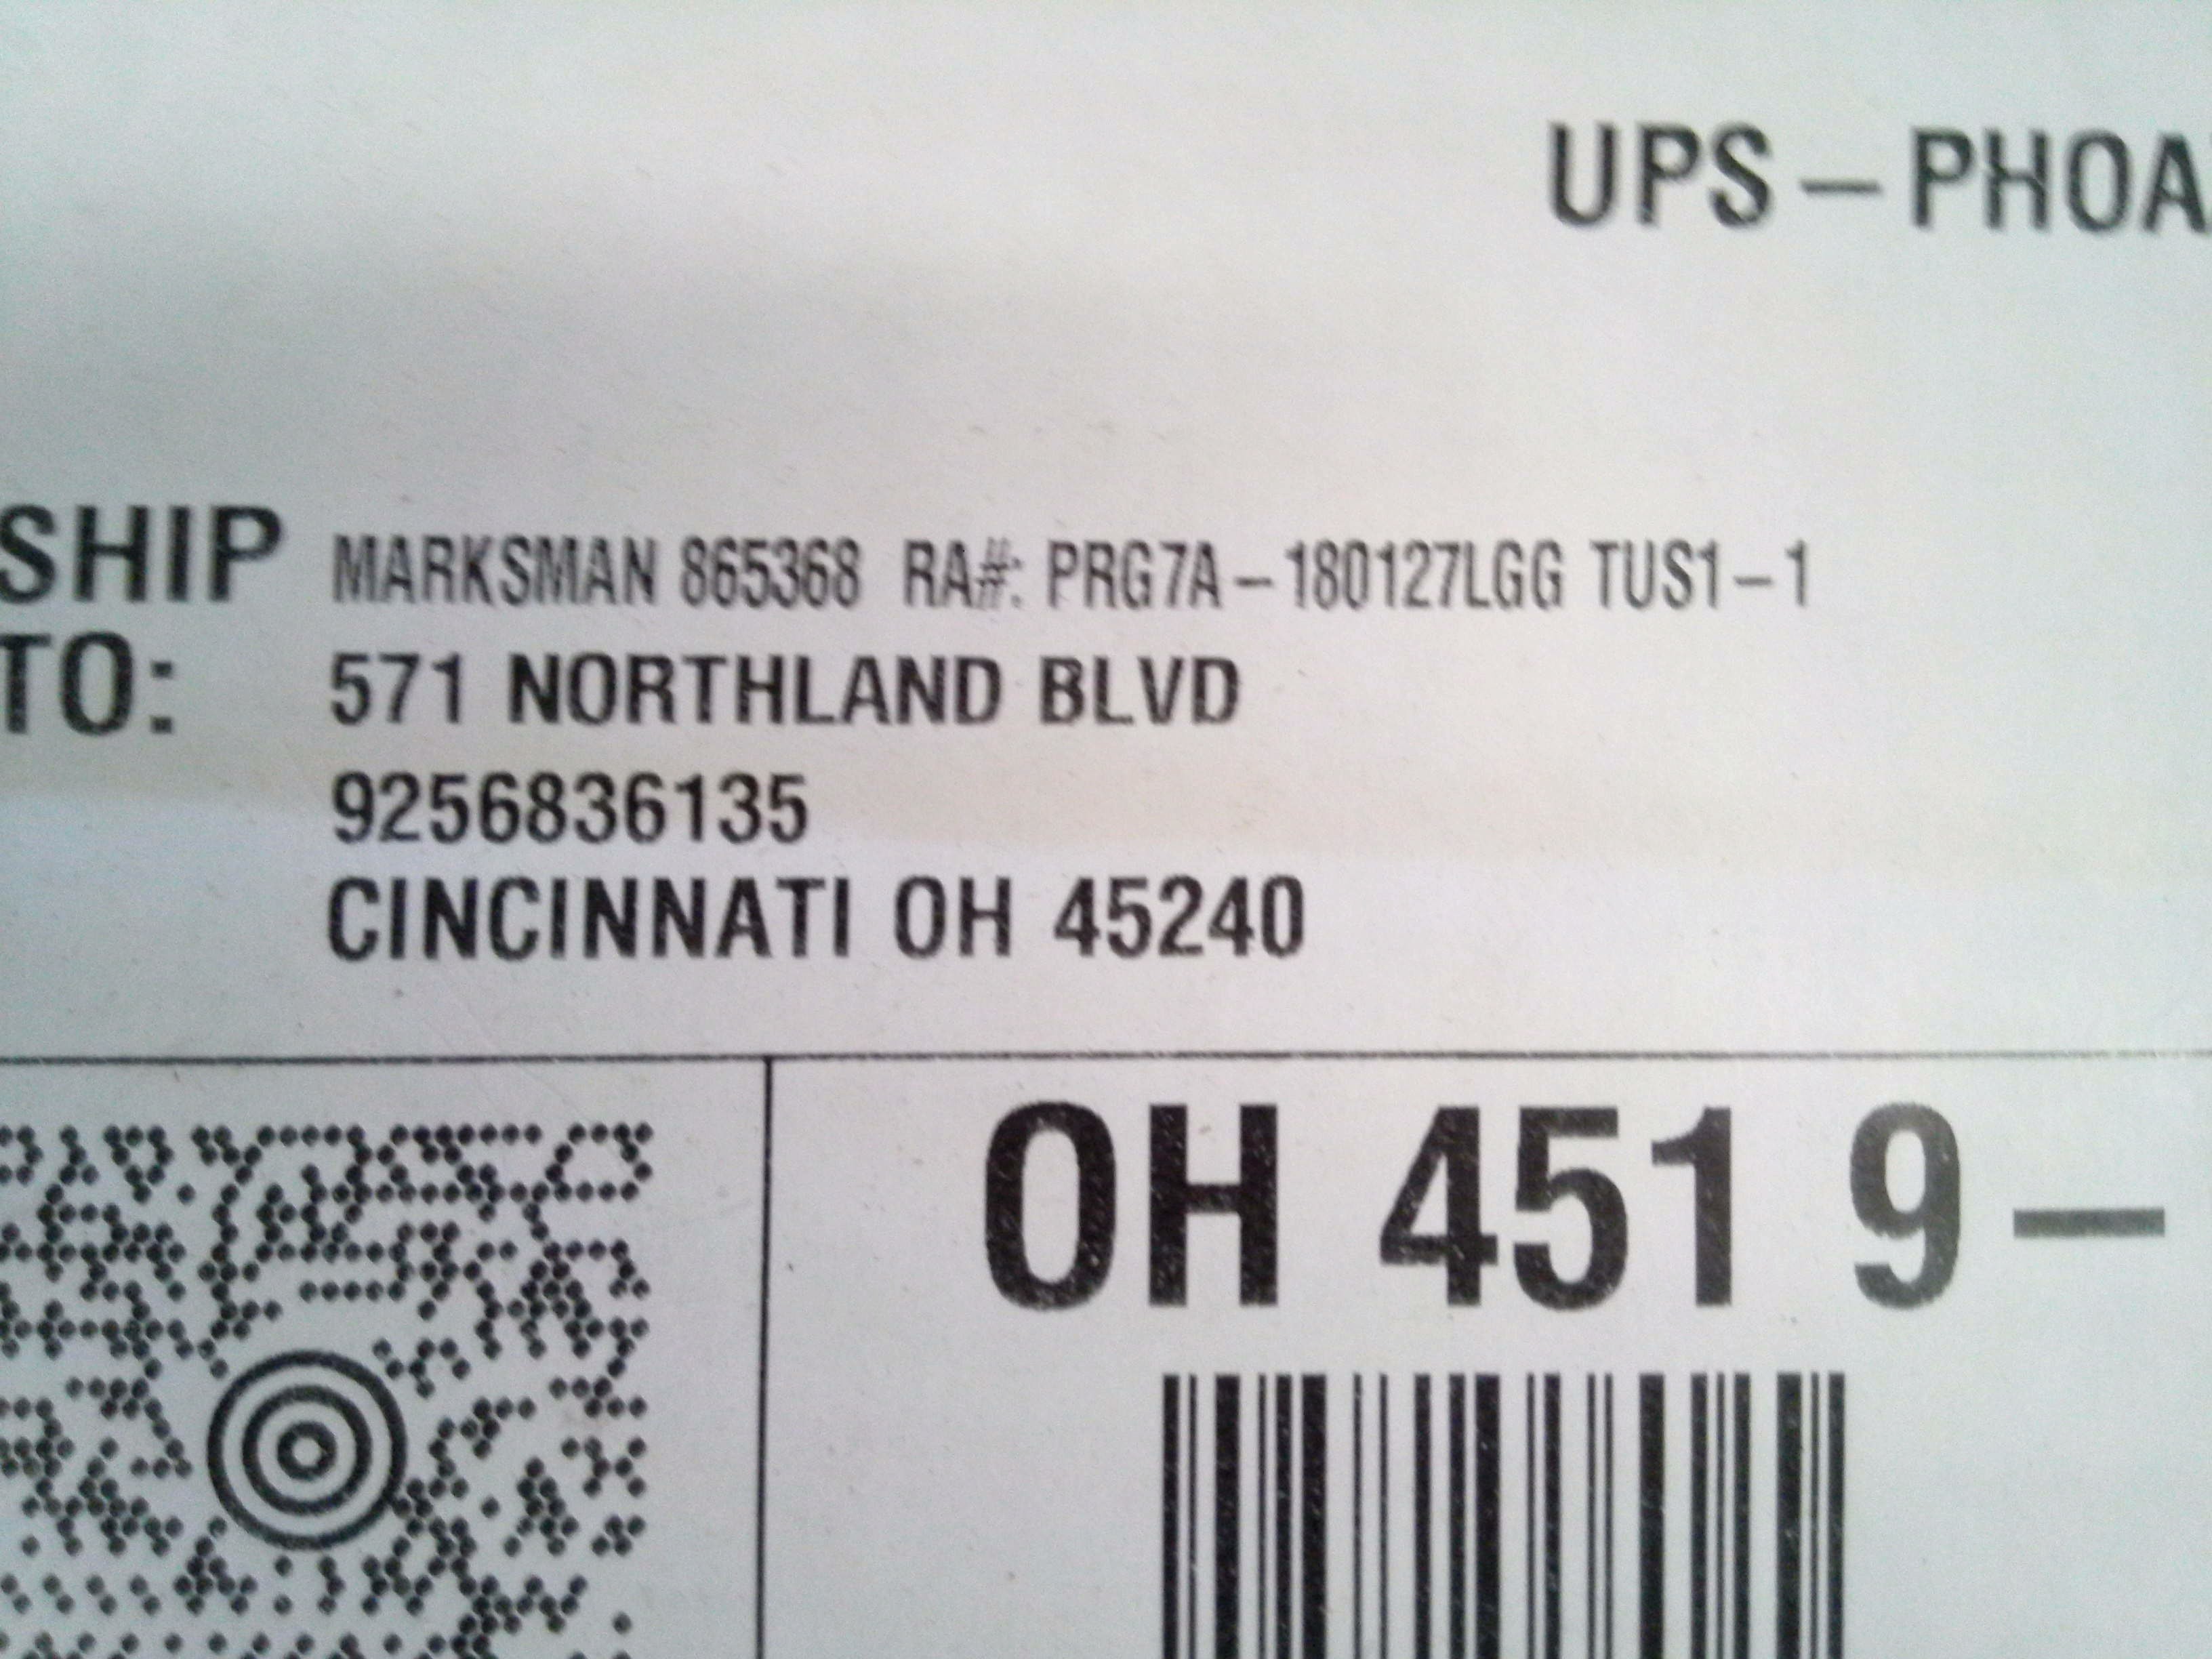 UPS – PHOA
SHIP
TO:
MARKSMAN 865368 RA#: PRG7A–180127LGG TUS1–1
571 NORTHLAND BLVD
9256836135
CINCINNATI OH 45240
OH 451 9–